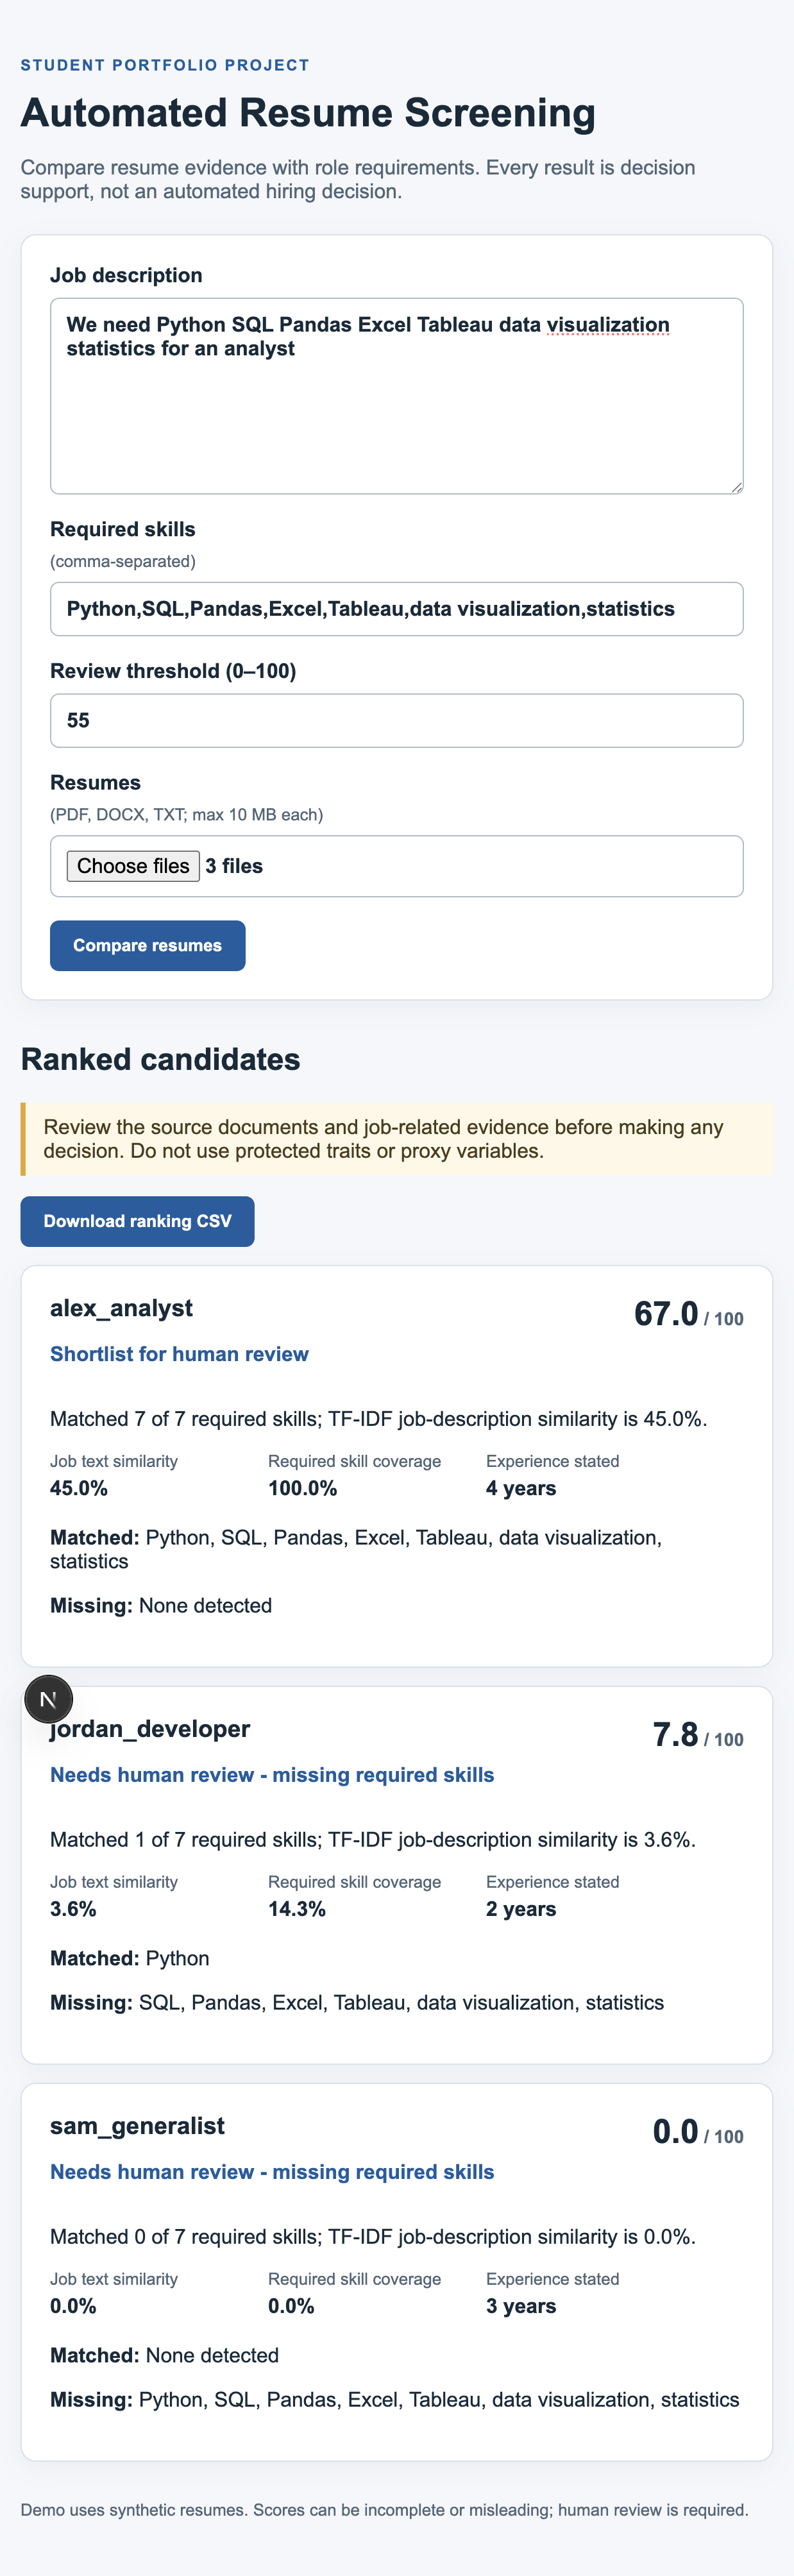 STUDENT PORTFOLIO PROJECT
Automated Resume Screening
Compare resume evidence with role requirements. Every result is decision
support, not an automated hiring decision.
Job description
We need Python SQL Pandas Excel Tableau data visualization
statistics for an analyst
Required skills
(comma-separated)
Python,SQL,Pandas,Excel,Tableau,data visualization,statistics
Review threshold (0–100)
55
Resumes
(PDF, DOCX, TXT; max 10 MB each)
Choose files 3 files
Compare resumes
Ranked candidates
Review the source documents and job-related evidence before making any
decision. Do not use protected traits or proxy variables.
Download ranking CSV
alex_analyst 67.0 / 100
Shortlist for human review
Matched 7 of 7 required skills; TF-IDF job-description similarity is 45.0%.
Job text similarity Required skill coverage Experience stated
45.0% 100.0% 4 years
Matched: Python, SQL, Pandas, Excel, Tableau, data visualization,
statistics
Missing: None detected
N
jordan_developer 7.8 / 100
Needs human review - missing required skills
Matched 1 of 7 required skills; TF-IDF job-description similarity is 3.6%.
Job text similarity Required skill coverage Experience stated
3.6% 14.3% 2 years
Matched: Python
Missing: SQL, Pandas, Excel, Tableau, data visualization, statistics
sam_generalist 0.0 / 100
Needs human review - missing required skills
Matched 0 of 7 required skills; TF-IDF job-description similarity is 0.0%.
Job text similarity Required skill coverage Experience stated
0.0% 0.0% 3 years
Matched: None detected
Missing: Python, SQL, Pandas, Excel, Tableau, data visualization, statistics
Demo uses synthetic resumes. Scores can be incomplete or misleading; human review is required.